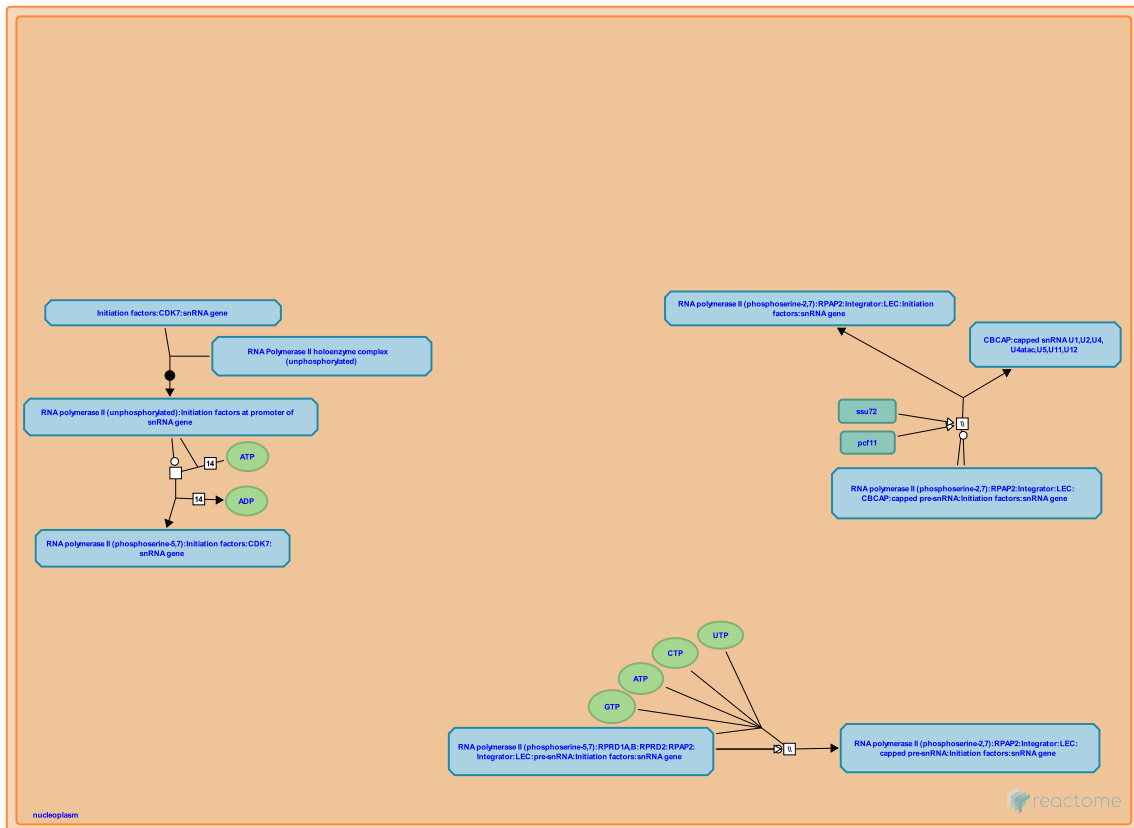 Initiation factors:CDK7:snRNA gene
RNA Polymerase II holoenzyme complex
(unphosphorylated)
RNA polymerase II (unphosphorylated):Initiation factors at promoter of
snRNA gene
14
ATP
14
ADP
RNA polymerase II (phosphoserine-5,7):Initiation factors:CDK7:
snRNA gene
RNA polymerase II (phosphoserine-2,7):RPAP2:Integrator:LEC:Initiation
factors:snRNA gene
CBCAP:capped snRNA U1,U2,U4,
U4atac,U5,U11,U12
ssu72
pcf11
\\
RNA polymerase II (phosphoserine-2,7):RPAP2:Integrator:LEC:
CBCAP:capped pre-snRNA:Initiation factors:snRNA gene
UTP
CTP
ATP
GTP
RNA polymerase II (phosphoserine-5,7):RPRD1A,B:RPRD2:RPAP2:
Integrator:LEC:pre-snRNA:Initiation factors:snRNA gene
\\
RNA polymerase II (phosphoserine-2,7):RPAP2:Integrator:LEC:
capped pre-snRNA:Initiation factors:snRNA gene
reactome
nucleoplasm